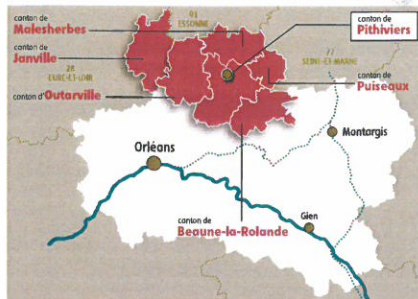 canton de
Malesherbes
91
ESSONNE
canton de
Pithiviers
canton de
Janville
28
EURE-ET-LOIR
77
SEINE-ET-MARNE
canton de
Puiseaux
canton d'Outarville
Montargis
Orléans
Gien
canton de
Beaune-la-Rolande